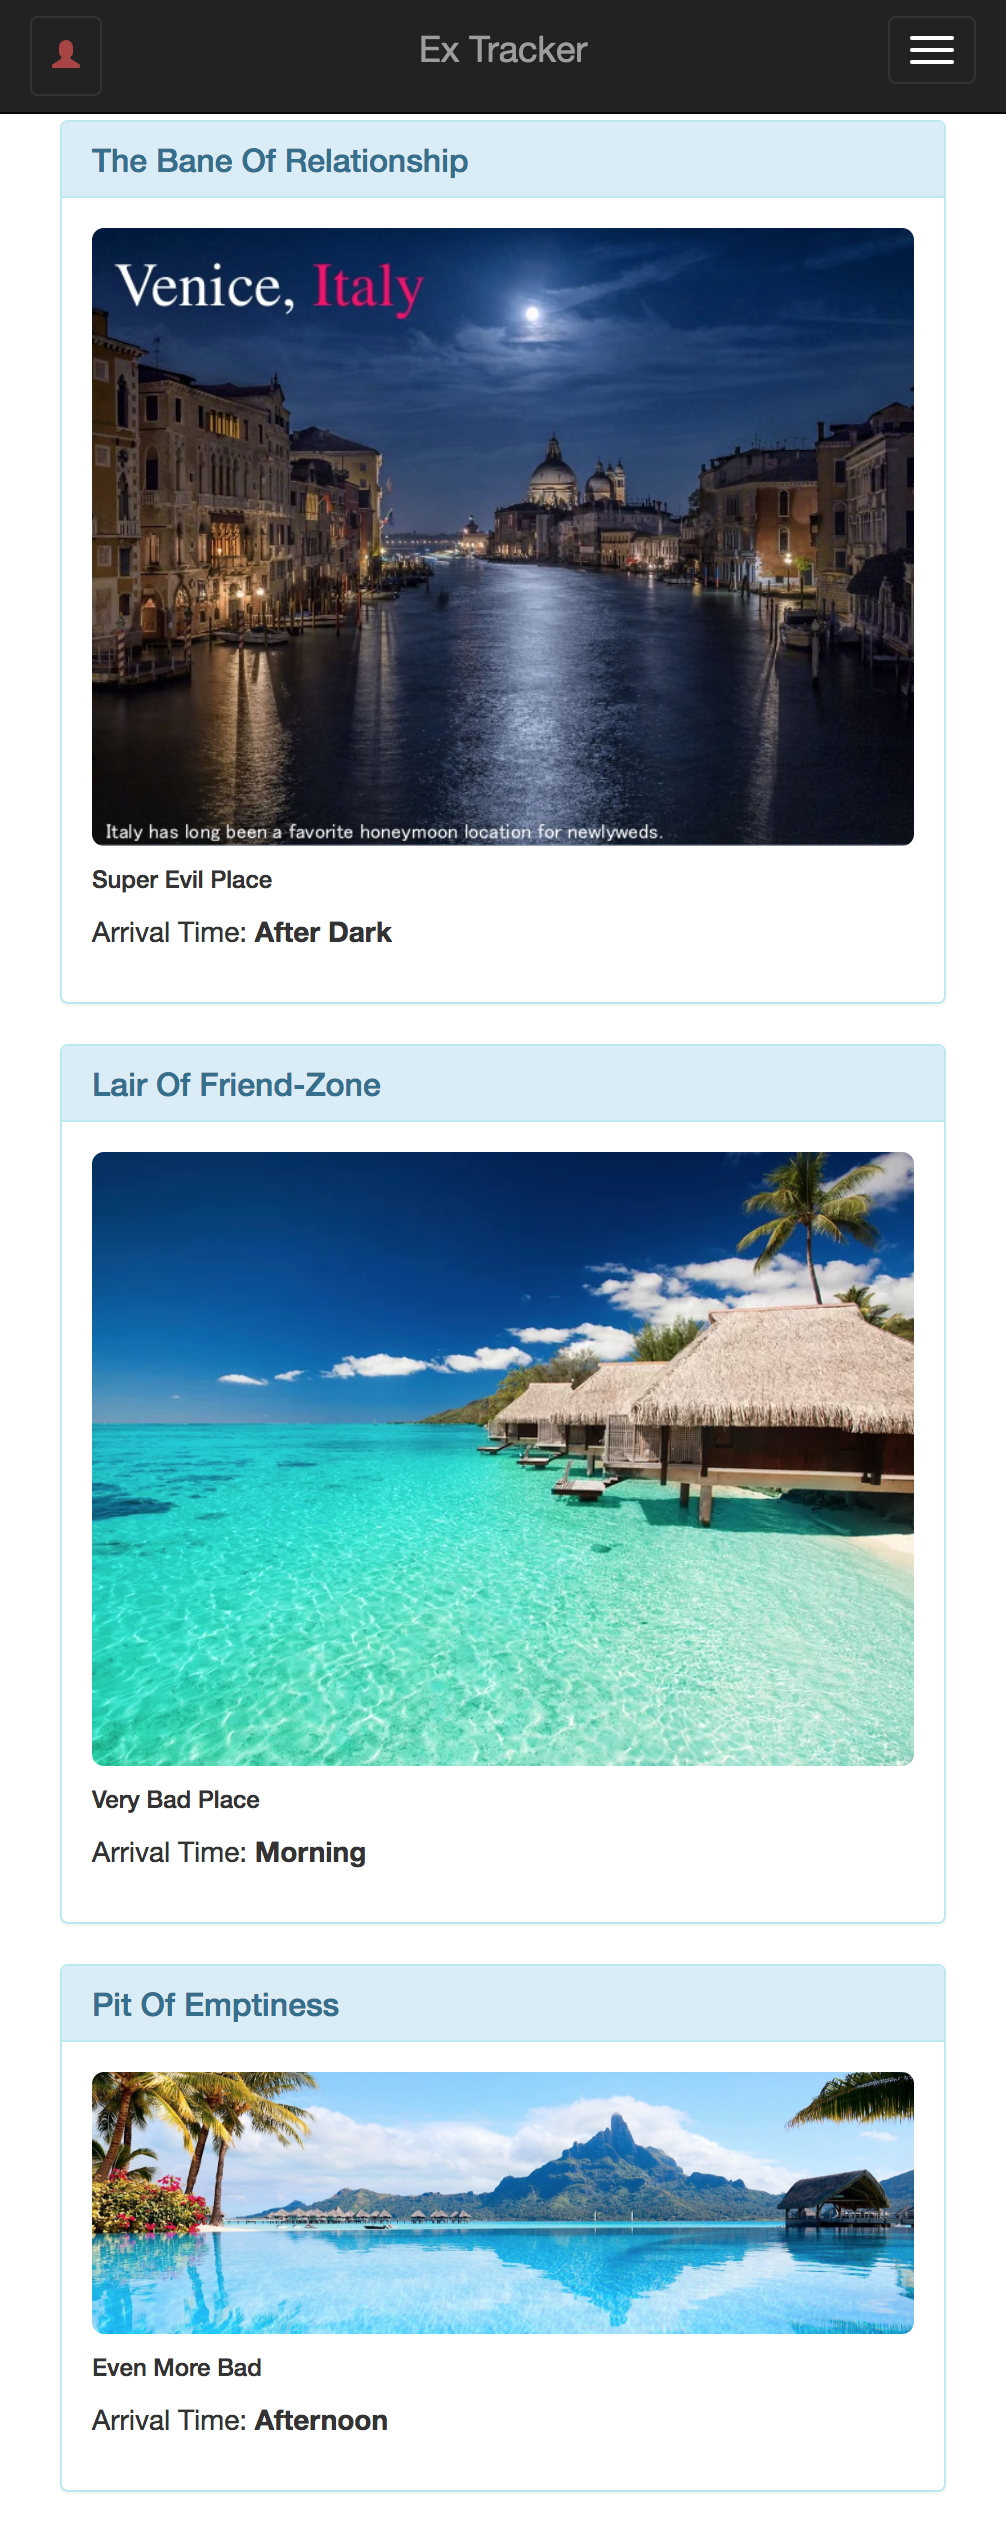 Ex Tracker
The Bane Of Relationship
Venice, Italy
Italy has long been a favorite honeymoon location for newlyweds.
Super Evil Place
Arrival Time: After Dark
Lair Of Friend-Zone
Very Bad Place
Arrival Time: Morning
Pit Of Emptiness
Even More Bad
Arrival Time: Afternoon